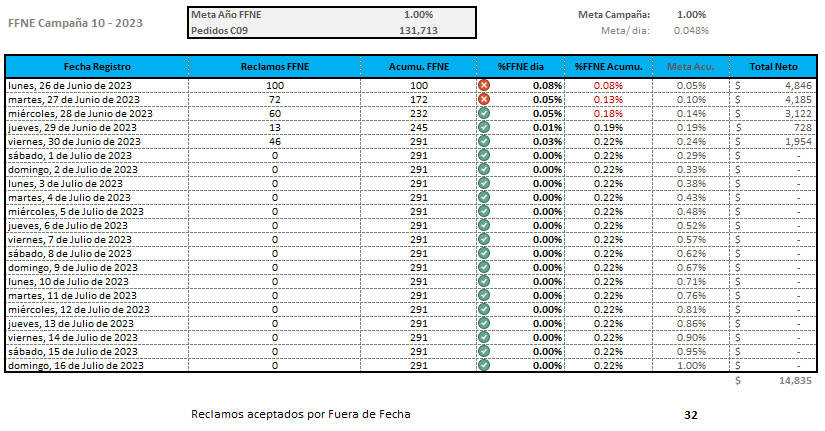 FFNE Campaña 10 - 2023
Meta Año FFNE 1.00%
Pedidos C09 131,713
Meta Campaña: 1.00%
Meta/dia: 0.048%
Fecha Registro Reclamos FFNE Acumu. FFNE %FFNE dia %FFNE Acumu. Meta Acu. Total Neto
lunes, 26 de Junio de 2023 100 100 0.08% 0.08% 0.05% $ 4,846
martes, 27 de Junio de 2023 72 172 0.05% 0.13% 0.10% $ 4,185
miércoles, 28 de Junio de 2023 60 232 0.05% 0.18% 0.14% $ 3,122
jueves, 29 de Junio de 2023 13 245 0.01% 0.19% 0.19% $ 728
viernes, 30 de Junio de 2023 46 291 0.03% 0.22% 0.24% $ 1,954
sábado, 1 de Julio de 2023 0 291 0.00% 0.22% 0.29% $ -
domingo, 2 de Julio de 2023 0 291 0.00% 0.22% 0.33% $ -
lunes, 3 de Julio de 2023 0 291 0.00% 0.22% 0.38% $ -
martes, 4 de Julio de 2023 0 291 0.00% 0.22% 0.43% $ -
miércoles, 5 de Julio de 2023 0 291 0.00% 0.22% 0.48% $ -
jueves, 6 de Julio de 2023 0 291 0.00% 0.22% 0.52% $ -
viernes, 7 de Julio de 2023 0 291 0.00% 0.22% 0.57% $ -
sábado, 8 de Julio de 2023 0 291 0.00% 0.22% 0.62% $ -
domingo, 9 de Julio de 2023 0 291 0.00% 0.22% 0.67% $ -
lunes, 10 de Julio de 2023 0 291 0.00% 0.22% 0.71% $ -
martes, 11 de Julio de 2023 0 291 0.00% 0.22% 0.76% $ -
miércoles, 12 de Julio de 2023 0 291 0.00% 0.22% 0.81% $ -
jueves, 13 de Julio de 2023 0 291 0.00% 0.22% 0.86% $ -
viernes, 14 de Julio de 2023 0 291 0.00% 0.22% 0.90% $ -
sábado, 15 de Julio de 2023 0 291 0.00% 0.22% 0.95% $ -
domingo, 16 de Julio de 2023 0 291 0.00% 0.22% 1.00% $ -
$ 14,835
Reclamos aceptados por Fuera de Fecha 32